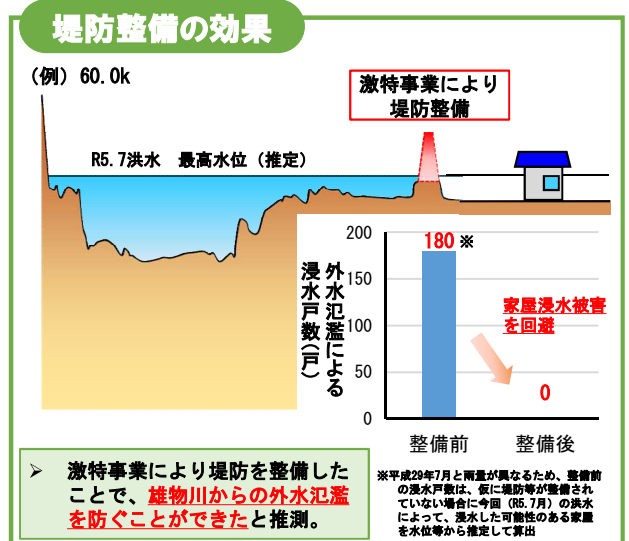 堤防整備の効果
（例）60.0k
激特事業により
堤防整備
R5.7洪水　最高水位（推定）
外水氾濫による
浸水戸数(戸)
200
150
100
50
0
180 ※
家屋浸水被害
を回避
0
整備前
整備後
➢ 激特事業により堤防を整備した
ことで、雄物川からの外水氾濫
を防ぐことができたと推測。
※平成29年7月と雨量が異なるため、整備前
の浸水戸数は、仮に堤防等が整備され
ていない場合に今回（R5.7月）の洪水
によって、浸水した可能性のある家屋
を水位等から推定して算出